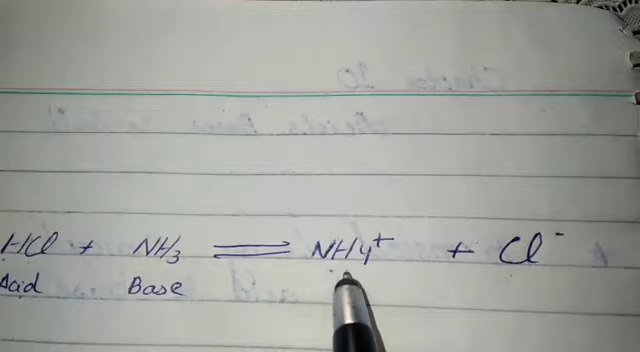 HCl + NH3 ⇌ NH4+ + Cl-
Acid Base